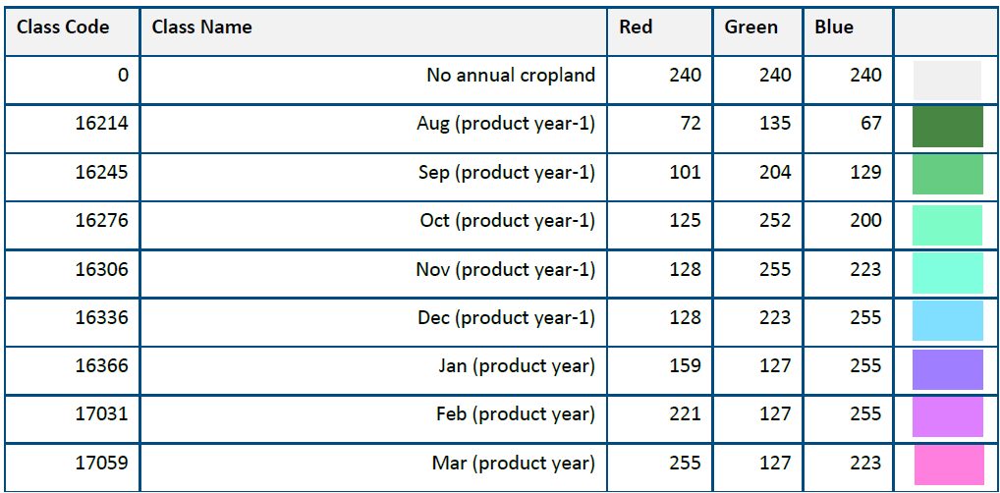 Class Code Class Name Red Green Blue
0 No annual cropland 240 240 240
16214 Aug (product year-1) 72 135 67
16245 Sep (product year-1) 101 204 129
16276 Oct (product year-1) 125 252 200
16306 Nov (product year-1) 128 255 223
16336 Dec (product year-1) 128 223 255
16366 Jan (product year) 159 127 255
17031 Feb (product year) 221 127 255
17059 Mar (product year) 255 127 223